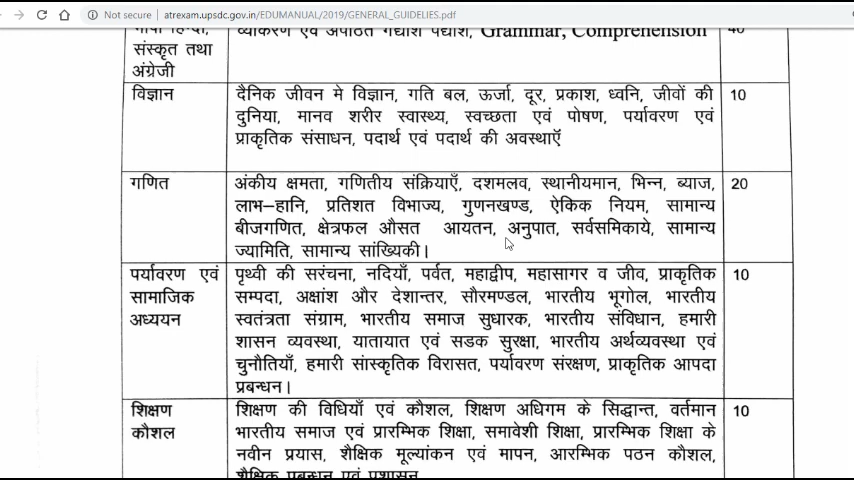 Not secure | atrexam.upsdc.gov.in/EDUMANUAL/2019/GENERAL_GUIDELIES.pdf
भाषा हिन्दी,
संस्कृत तथा
अंग्रेजी
व्याकरण एवं अपठित गद्यांश पद्यांश, Grammar, Comprehension
40
विज्ञान
दैनिक जीवन मे विज्ञान, गति बल, ऊर्जा, दूर, प्रकाश, ध्वनि, जीवों की
दुनिया, मानव शरीर स्वास्थ्य, स्वच्छता एवं पोषण, पर्यावरण एवं
प्राकृतिक संसाधन, पदार्थ एवं पदार्थ की अवस्थाऍं
10
गणित
अंकीय क्षमता, गणितीय संक्रियाएँ, दशमलव, स्थानीयमान, भिन्न, ब्याज,
लाभ–हानि, प्रतिशत विभाज्य, गुणनखण्ड, ऐकिक नियम, सामान्य
बीजगणित, क्षेत्रफल औसत आयतन, अनुपात, सर्वसमिकाये, सामान्य
ज्यामिति, सामान्य सांख्यिकी।
20
पर्यावरण एवं
सामाजिक
अध्ययन
पृथ्वी की सरंचना, नदियाँ, पर्वत, महाद्वीप, महासागर व जीव, प्राकृतिक
सम्पदा, अक्षांश और देशान्तर, सौरमण्डल, भारतीय भूगोल, भारतीय
स्वतंत्रता संग्राम, भारतीय समाज सुधारक, भारतीय संविधान, हमारी
शासन व्यवस्था, यातायात एवं सडक सुरक्षा, भारतीय अर्थव्यवस्था एवं
चुनौतियाँ, हमारी सांस्कृतिक विरासत, पर्यावरण संरक्षण, प्राकृतिक आपदा
प्रबन्धन।
10
शिक्षण
कौशल
शिक्षण की विधियाँ एवं कौशल, शिक्षण अधिगम के सिद्धान्त, वर्तमान
भारतीय समाज एवं प्रारम्भिक शिक्षा, समावेशी शिक्षा, प्रारम्भिक शिक्षा के
नवीन प्रयास, शैक्षिक मूल्यांकन एवं मापन, आरम्भिक पठन कौशल,
शैक्षिक प्रबन्धन एवं प्रशासन
10